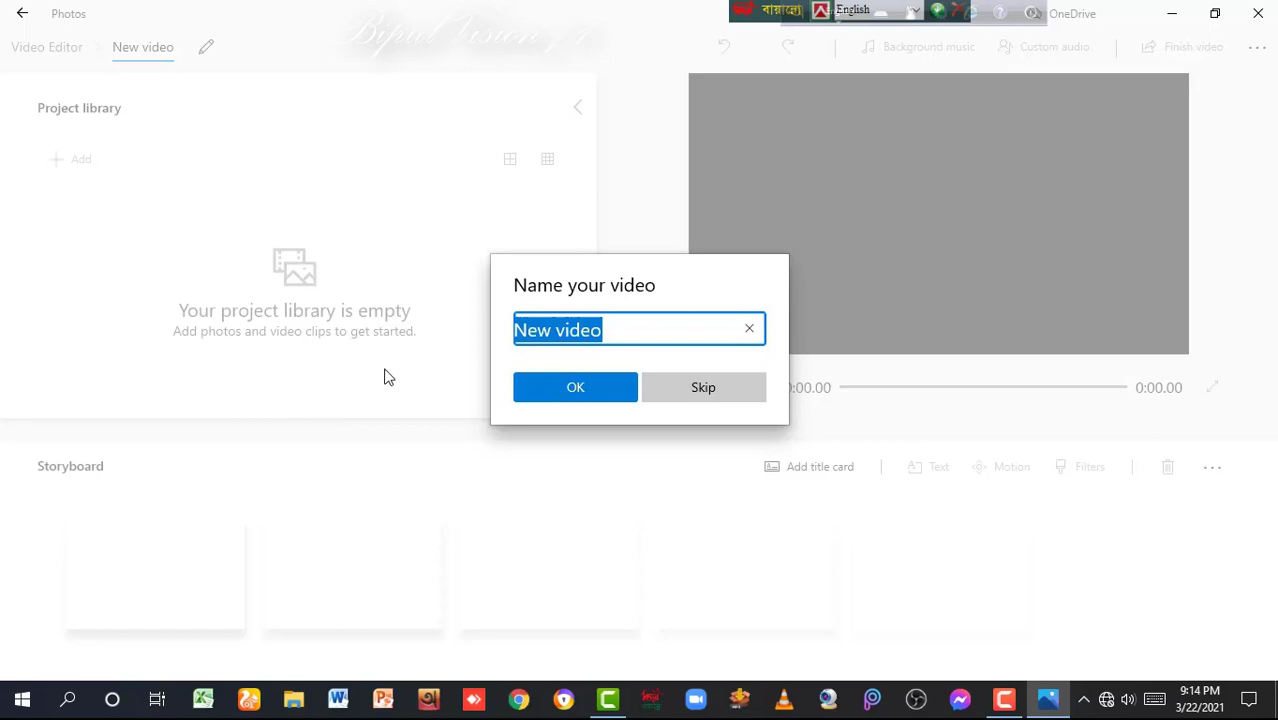 Photos
বায়ান্নো English
OneDrive
Video Editor New video
Background music Custom audio Finish video
Project library
Add
Your project library is empty
Add photos and video clips to get started.
Name your video
New video
OK Skip
0:00.00 0:00.00
Storyboard
Add title card Text Motion Filters
9:14 PM
3/22/2021